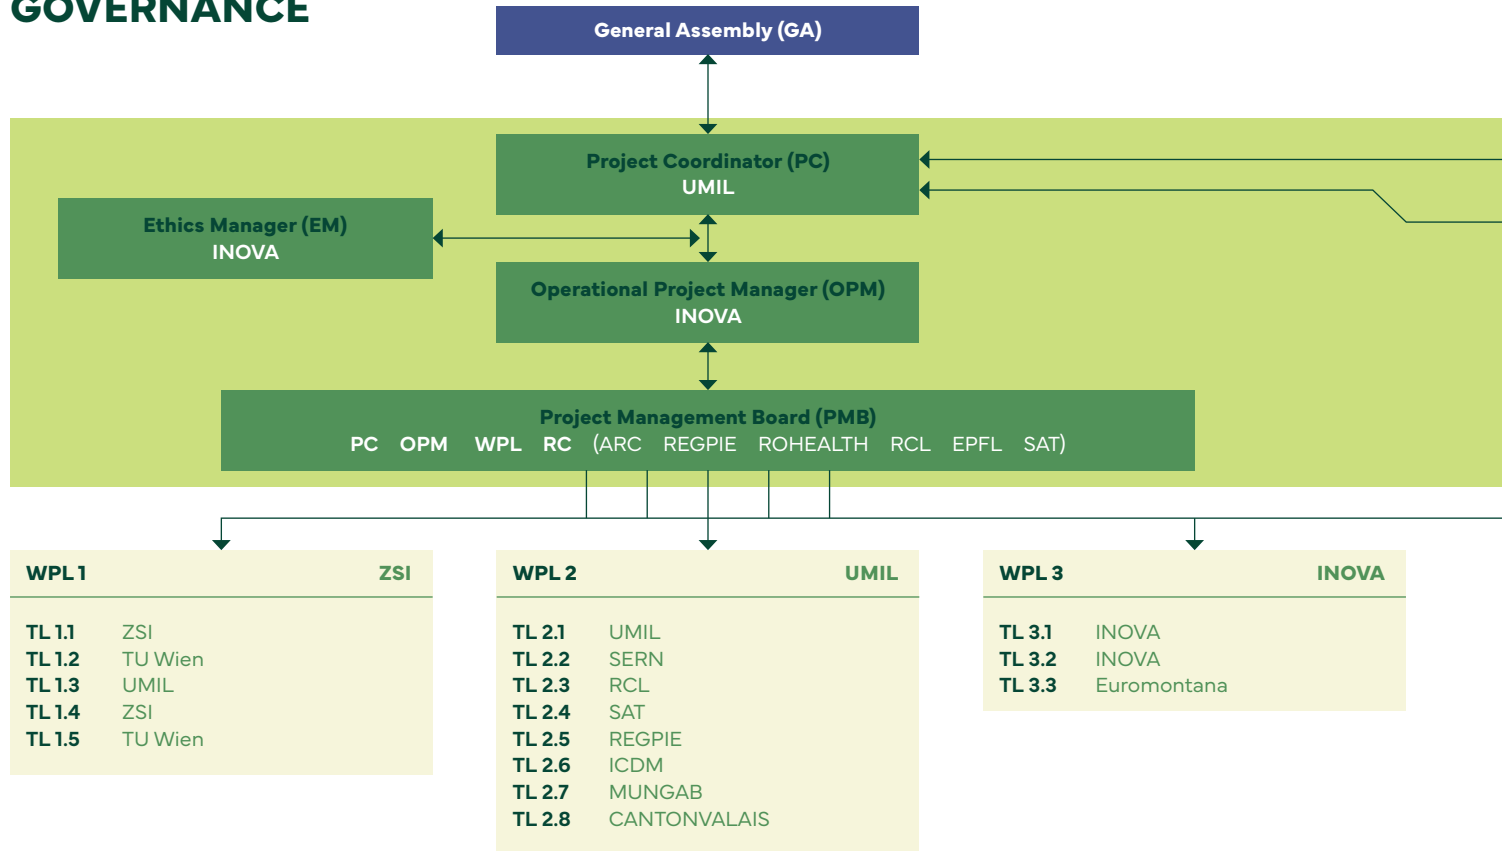 GOVERNANCE
General Assembly (GA)
Project Coordinator (PC)
UMIL
Ethics Manager (EM)
INOVA
Operational Project Manager (OPM)
INOVA
Project Management Board (PMB)
PC OPM WPL RC (ARC REGPIE ROHEALTH RCL EPFL SAT)
WPL 1 ZSI
TL 1.1 ZSI
TL 1.2 TU Wien
TL 1.3 UMIL
TL 1.4 ZSI
TL 1.5 TU Wien
WPL 2 UMIL
TL 2.1 UMIL
TL 2.2 SERN
TL 2.3 RCL
TL 2.4 SAT
TL 2.5 REGPIE
TL 2.6 ICDM
TL 2.7 MUNGAB
TL 2.8 CANTONVALAIS
WPL 3 INOVA
TL 3.1 INOVA
TL 3.2 INOVA
TL 3.3 Euromontana